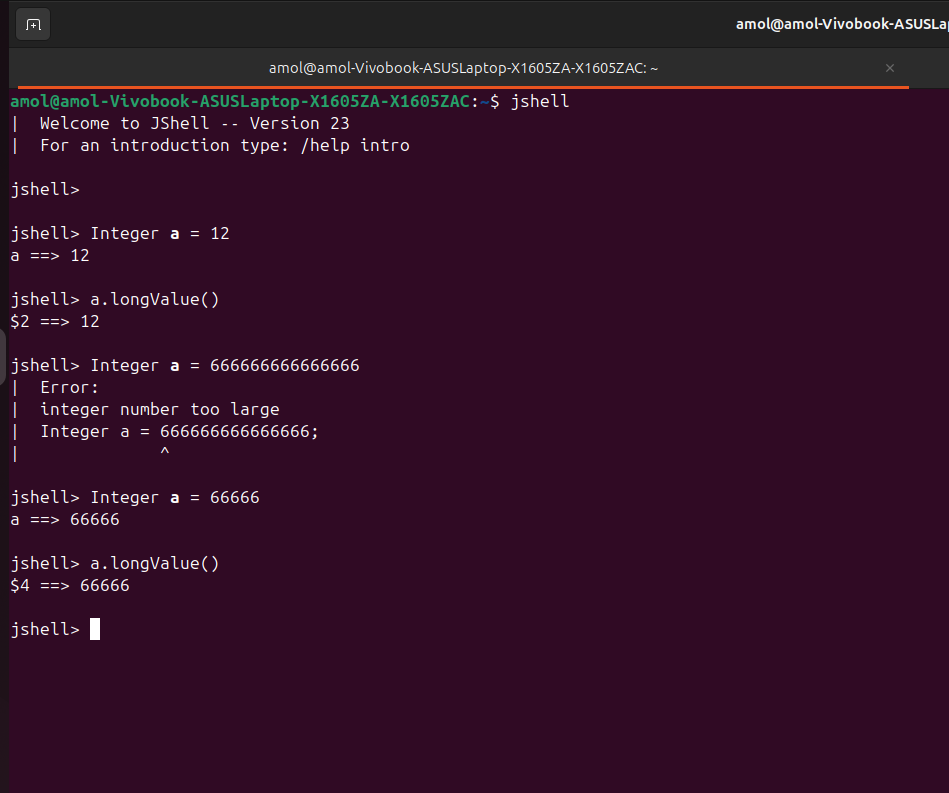 amol@amol-Vivobook-ASUSLap
amol@amol-Vivobook-ASUSLaptop-X1605ZA-X1605ZAC: ~
amol@amol-Vivobook-ASUSLaptop-X1605ZA-X1605ZAC:~$ jshell
|  Welcome to JShell -- Version 23
|  For an introduction type: /help intro
jshell>
jshell> Integer a = 12
a ==> 12
jshell> a.longValue()
$2 ==> 12
jshell> Integer a = 666666666666666
|  Error:
|  integer number too large
|  Integer a = 666666666666666;
|              ^
jshell> Integer a = 66666
a ==> 66666
jshell> a.longValue()
$4 ==> 66666
jshell>